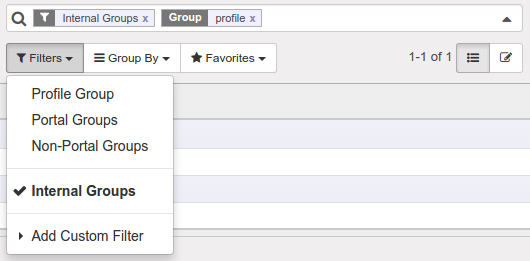 Internal Groups x Group profile x
Filters Group By Favorites 1-1 of 1
Profile Group
Portal Groups
Non-Portal Groups
Internal Groups
Add Custom Filter